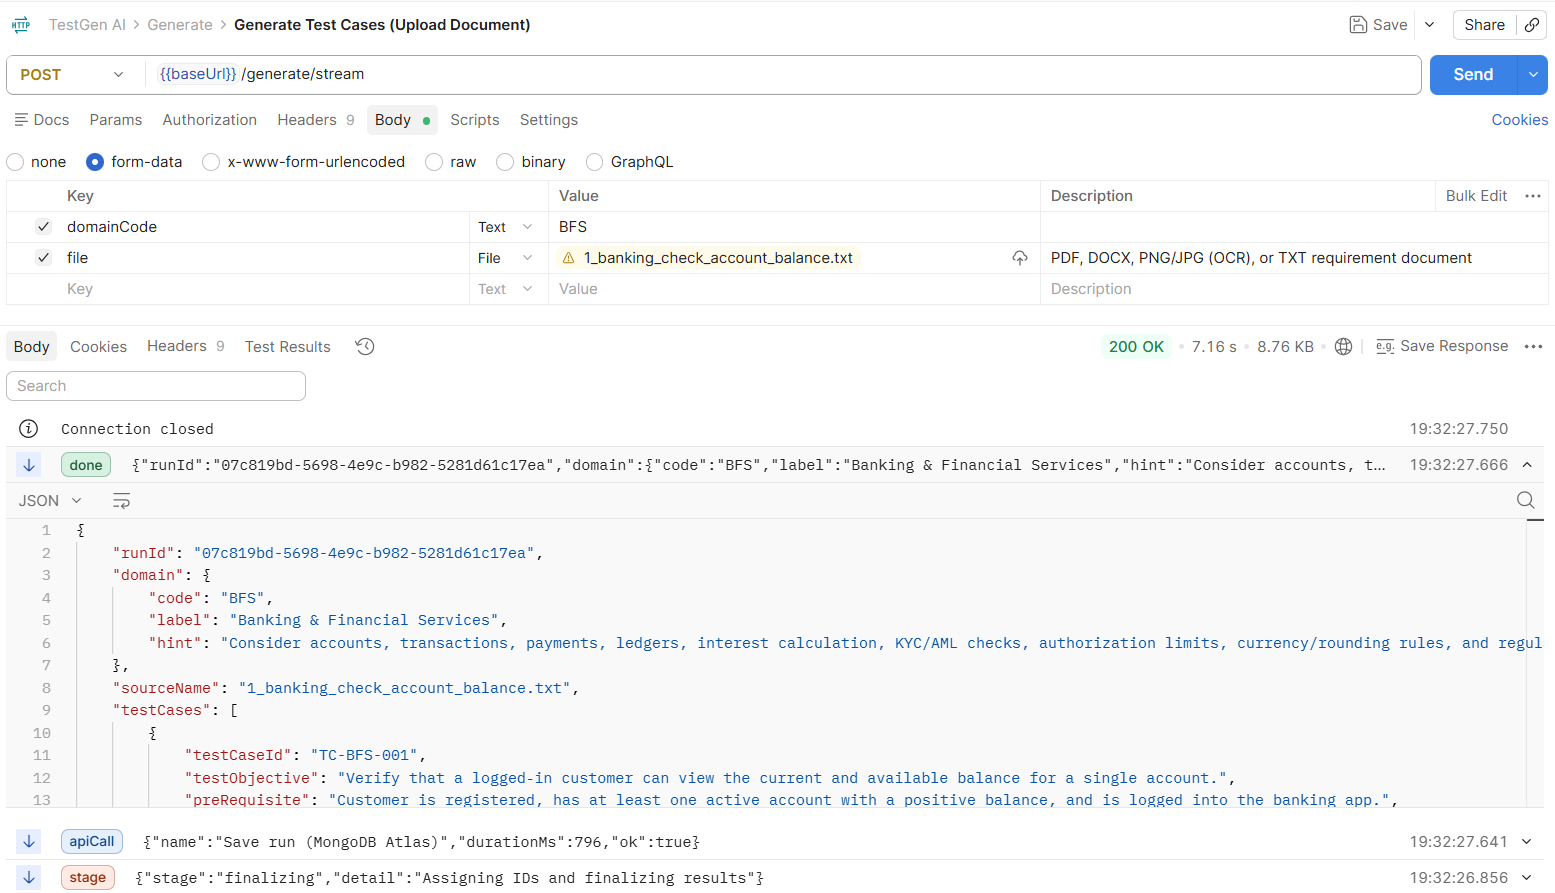 HTTP TestGen AI > Generate > Generate Test Cases (Upload Document) Save Share
POST {{baseUrl}} /generate/stream Send
Docs Params Authorization Headers 9 Body Scripts Settings Cookies
none form-data x-www-form-urlencoded raw binary GraphQL
Key Value Description Bulk Edit ...
domainCode Text BFS
file File 1_banking_check_account_balance.txt PDF, DOCX, PNG/JPG (OCR), or TXT requirement document
Key Text Value Description
Body Cookies Headers 9 Test Results 200 OK • 7.16 s • 8.76 KB • e.g. Save Response ...
Search
Connection closed 19:32:27.750
done {"runId":"07c819bd-5698-4e9c-b982-5281d61c17ea","domain":{"code":"BFS","label":"Banking & Financial Services","hint":"Consider accounts, t... 19:32:27.666
JSON
1 {
2 "runId": "07c819bd-5698-4e9c-b982-5281d61c17ea",
3 "domain": {
4 "code": "BFS",
5 "label": "Banking & Financial Services",
6 "hint": "Consider accounts, transactions, payments, ledgers, interest calculation, KYC/AML checks, authorization limits, currency/rounding rules, and regul
7 },
8 "sourceName": "1_banking_check_account_balance.txt",
9 "testCases": [
10 {
11 "testCaseId": "TC-BFS-001",
12 "testObjective": "Verify that a logged-in customer can view the current and available balance for a single account.",
13 "preRequisite": "Customer is registered, has at least one active account with a positive balance, and is logged into the banking app.",
apiCall {"name":"Save run (MongoDB Atlas)","durationMs":796,"ok":true} 19:32:27.641
stage {"stage":"finalizing","detail":"Assigning IDs and finalizing results"} 19:32:26.856